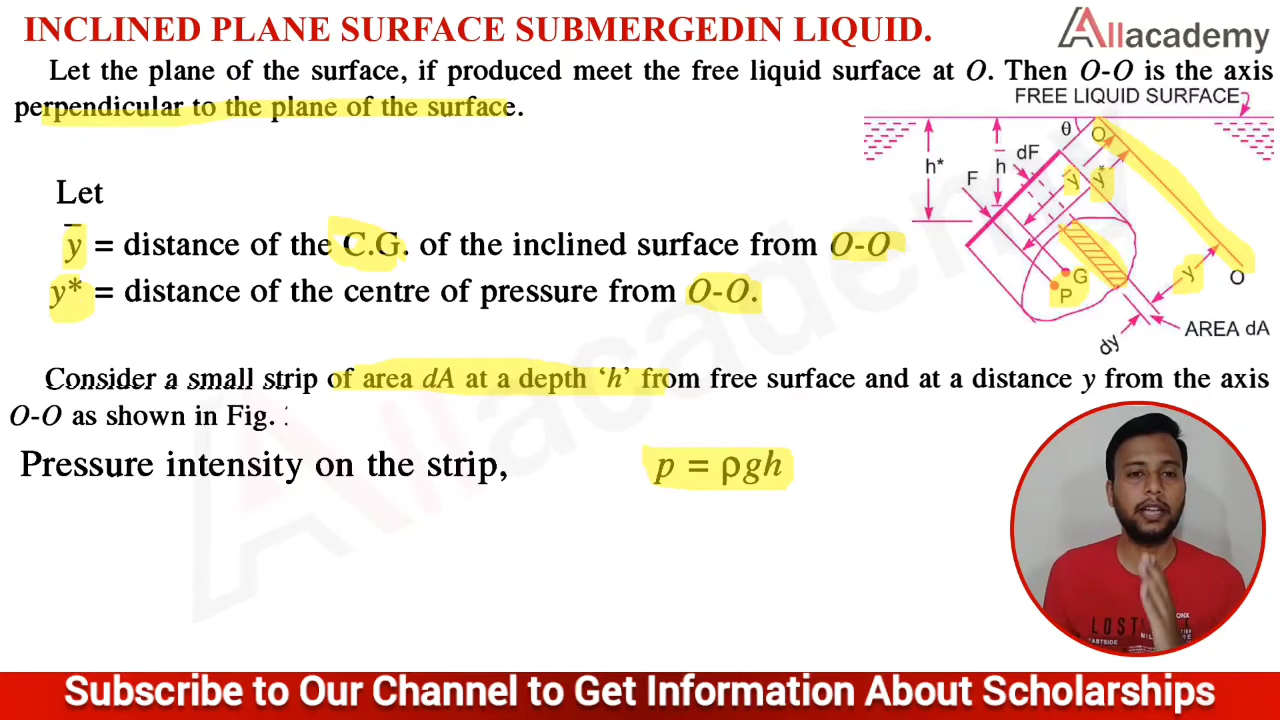 INCLINED PLANE SURFACE SUBMERGEDIN LIQUID.
Allacademy
Let the plane of the surface, if produced meet the free liquid surface at O. Then O-O is the axis
perpendicular to the plane of the surface.
FREE LIQUID SURFACE
θ
O
h*
h̄
dF
F
ȳ
y*
G
P
y
O
AREA dA
dy
Let
ȳ = distance of the C.G. of the inclined surface from O-O
y* = distance of the centre of pressure from O-O.
Consider a small strip of area dA at a depth ‘h’ from free surface and at a distance y from the axis
O-O as shown in Fig.
Pressure intensity on the strip, p = ρgh
Allacademy
LOST
EASTSIDE
Subscribe to Our Channel to Get Information About Scholarships